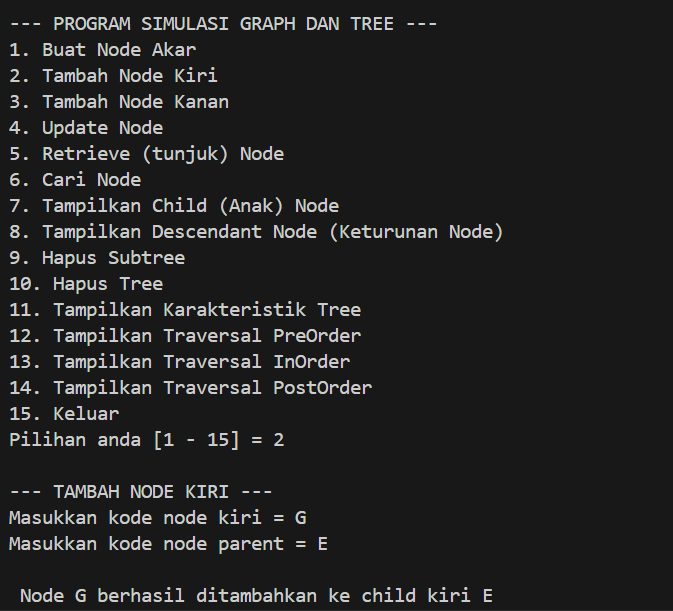 --- PROGRAM SIMULASI GRAPH DAN TREE ---
1. Buat Node Akar
2. Tambah Node Kiri
3. Tambah Node Kanan
4. Update Node
5. Retrieve (tunjuk) Node
6. Cari Node
7. Tampilkan Child (Anak) Node
8. Tampilkan Descendant Node (Keturunan Node)
9. Hapus Subtree
10. Hapus Tree
11. Tampilkan Karakteristik Tree
12. Tampilkan Traversal PreOrder
13. Tampilkan Traversal InOrder
14. Tampilkan Traversal PostOrder
15. Keluar
Pilihan anda [1 - 15] = 2
--- TAMBAH NODE KIRI ---
Masukkan kode node kiri = G
Masukkan kode node parent = E
Node G berhasil ditambahkan ke child kiri E